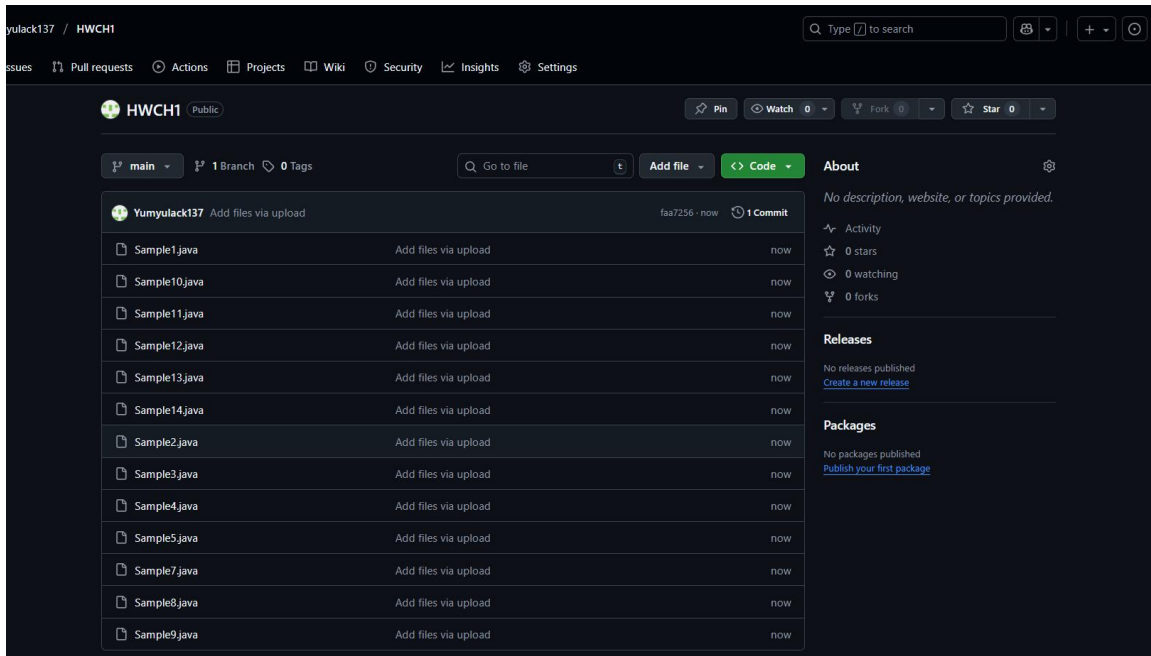 yulack137 / HWCH1
Type / to search
ssues Pull requests Actions Projects Wiki Security Insights Settings
HWCH1 Public
Pin Watch 0 Fork 0 Star 0
main 1 Branch 0 Tags Go to file t Add file Code
Yumyulack137 Add files via upload faa7256 · now 1 Commit
Sample1.java Add files via upload now
Sample10.java Add files via upload now
Sample11.java Add files via upload now
Sample12.java Add files via upload now
Sample13.java Add files via upload now
Sample14.java Add files via upload now
Sample2.java Add files via upload now
Sample3.java Add files via upload now
Sample4.java Add files via upload now
Sample5.java Add files via upload now
Sample7.java Add files via upload now
Sample8.java Add files via upload now
Sample9.java Add files via upload now
About
No description, website, or topics provided.
Activity
0 stars
0 watching
0 forks
Releases
No releases published
Create a new release
Packages
No packages published
Publish your first package